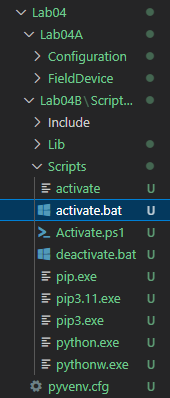 Lab04
Lab04A
Configuration
FieldDevice
Lab04B\Script...
Include
Lib
Scripts
activate U
activate.bat U
Activate.ps1 U
deactivate.bat U
pip.exe U
pip3.11.exe U
pip3.exe U
python.exe U
pythonw.exe U
pyvenv.cfg U